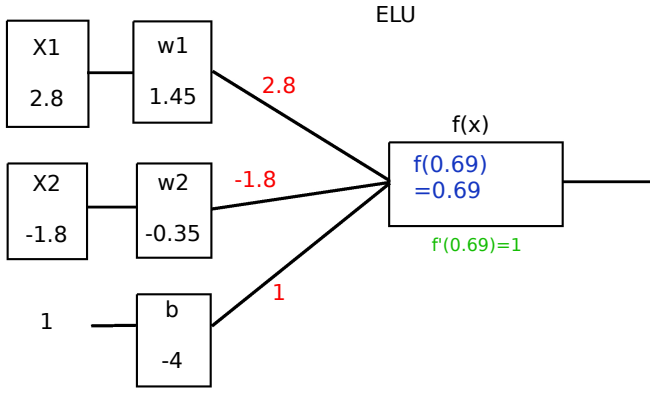 ELU
X1
2.8
w1
1.45
2.8
f(x)
f(0.69)
=0.69
f'(0.69)=1
X2
-1.8
w2
-0.35
-1.8
1
b
-4
1